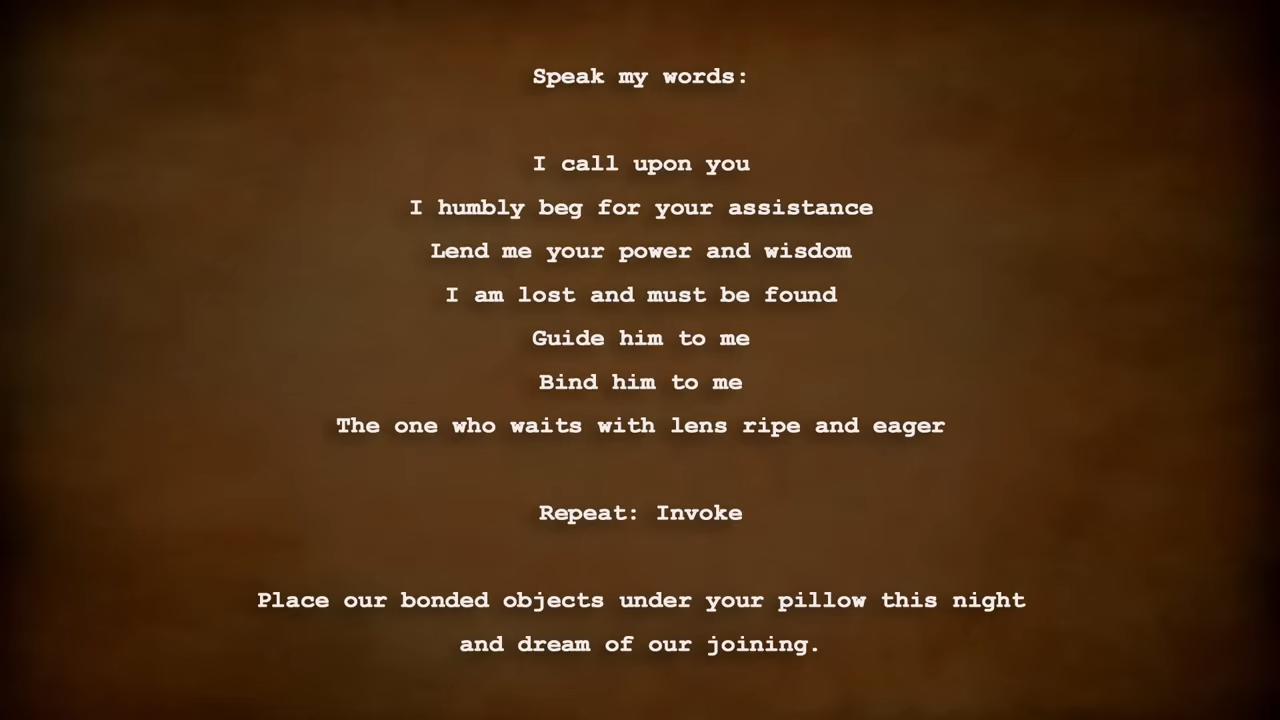 Speak my words:
I call upon you
I humbly beg for your assistance
Lend me your power and wisdom
I am lost and must be found
Guide him to me
Bind him to me
The one who waits with lens ripe and eager
Repeat: Invoke
Place our bonded objects under your pillow this night
and dream of our joining.